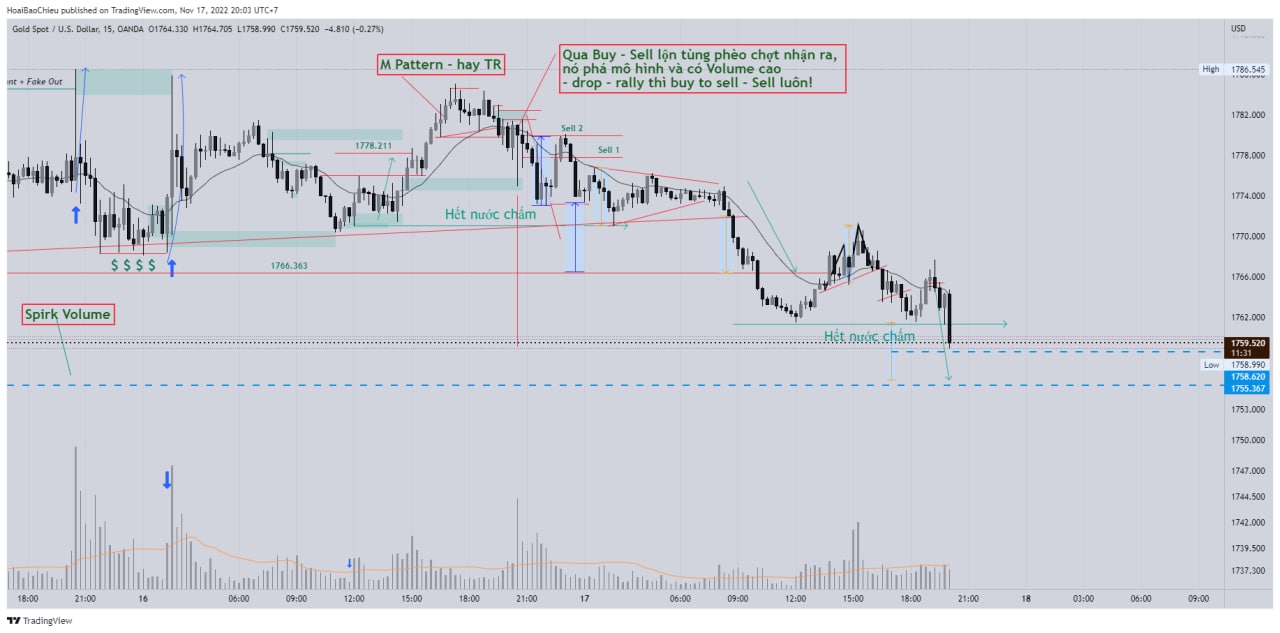 HoaiBaoChieu published on TradingView.com, Nov 17, 2022 20:03 UTC+7
Gold Spot / U.S. Dollar, 15, OANDA O1764.330 H1764.705 L1758.990 C1759.520 −4.810 (−0.27%)
USD
M Pattern - hay TR
Qua Buy - Sell lộn tùng phèo chợt nhận ra,
nó phá mô hình và có Volume cao
- drop - rally thì buy to sell - Sell luôn!
High 1786.545
nt + Fake Out
1782.000
Sell 2
1778.211
Sell 1
1778.000
1774.000
Hết nước chấm
1770.000
$ $ $ $
1766.363
1766.000
Spirk Volume
1762.000
Hết nước chấm
1759.520
11:31
Low 1758.990
1758.620
1755.367
1753.000
1750.000
1747.000
1744.500
1742.000
1739.500
1737.300
18:00 21:00 16 06:00 09:00 12:00 15:00 18:00 21:00 17 06:00 09:00 12:00 15:00 18:00 21:00 18 03:00 06:00 09:00
TradingView